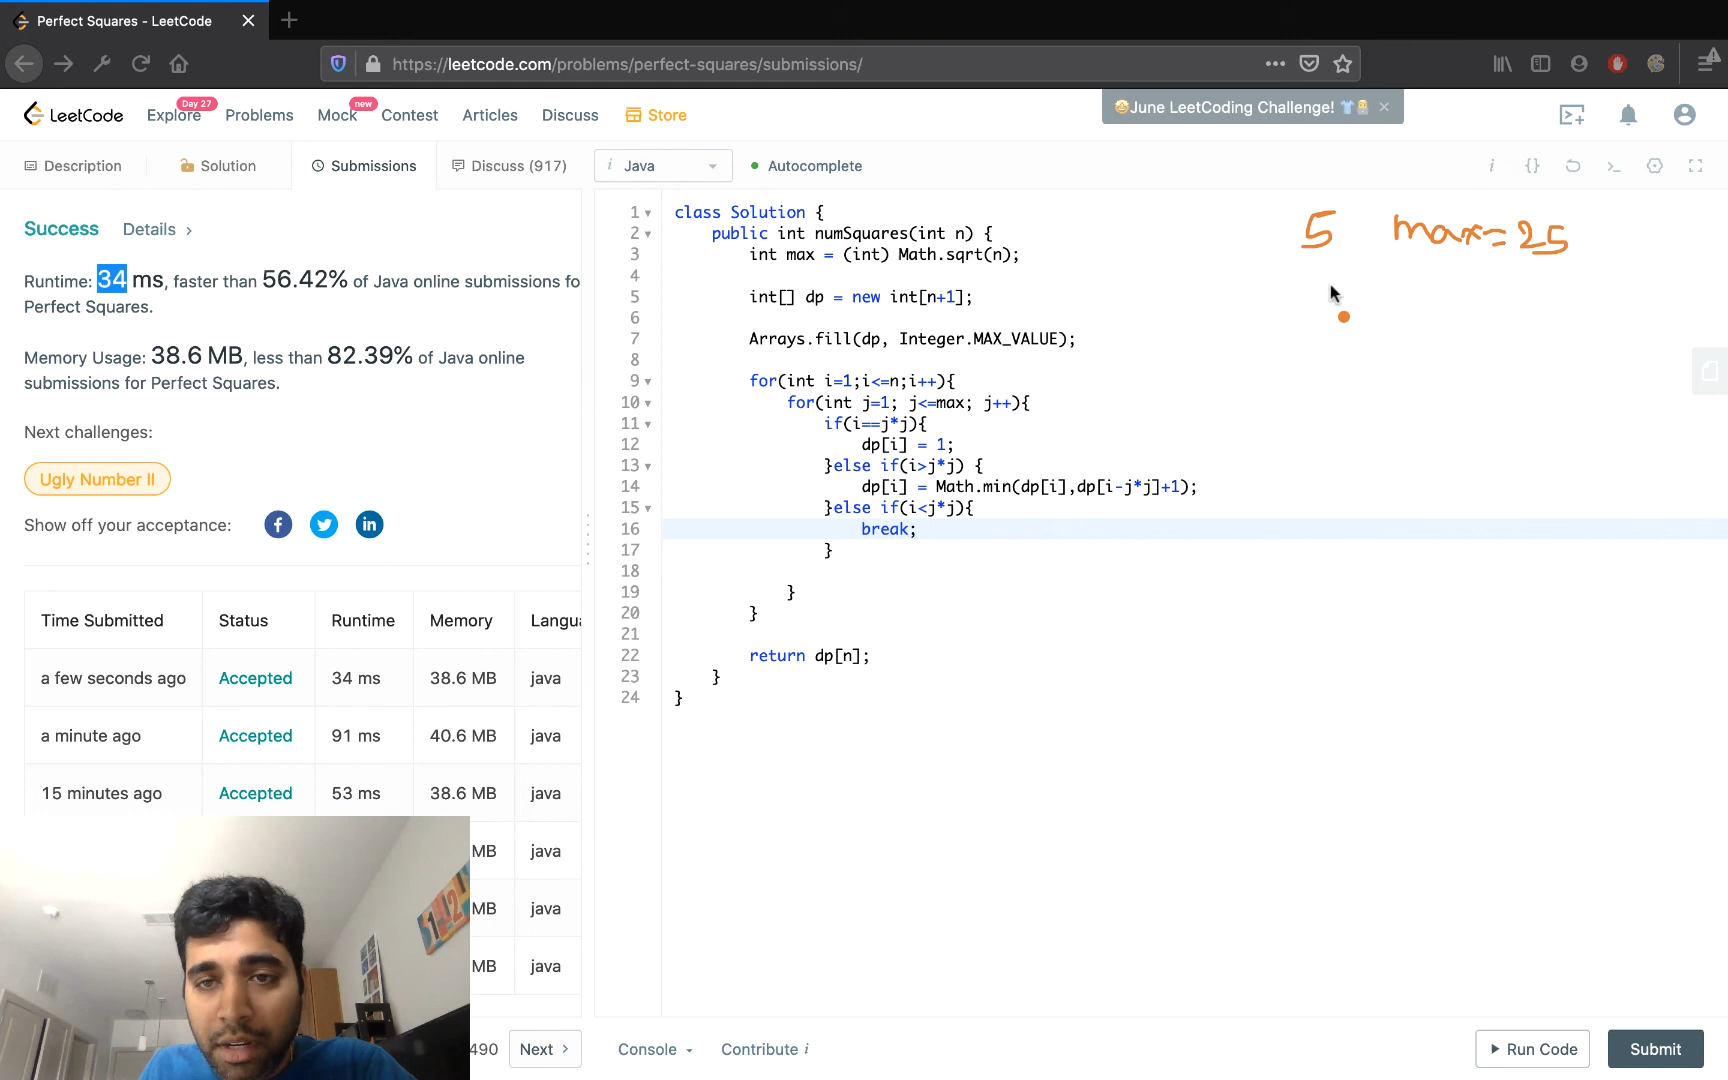 Perfect Squares - LeetCode
https://leetcode.com/problems/perfect-squares/submissions/
LeetCode Explore Day 27 Problems Mock new Contest Articles Discuss Store
🤩June LeetCoding Challenge! 👕
Description Solution Submissions Discuss (917)
i Java Autocomplete
Success Details >
Runtime: 34 ms, faster than 56.42% of Java online submissions fo
Perfect Squares.
Memory Usage: 38.6 MB, less than 82.39% of Java online
submissions for Perfect Squares.
Next challenges:
Ugly Number II
Show off your acceptance:
Time Submitted Status Runtime Memory Langua
a few seconds ago Accepted 34 ms 38.6 MB java
a minute ago Accepted 91 ms 40.6 MB java
15 minutes ago Accepted 53 ms 38.6 MB java
MB java
MB java
MB java
490 Next >
1 class Solution {
2 public int numSquares(int n) {
3 int max = (int) Math.sqrt(n);
4
5 int[] dp = new int[n+1];
6
7 Arrays.fill(dp, Integer.MAX_VALUE);
8
9 for(int i=1;i<=n;i++){
10 for(int j=1; j<=max; j++){
11 if(i==j*j){
12 dp[i] = 1;
13 }else if(i>j*j) {
14 dp[i] = Math.min(dp[i],dp[i-j*j]+1);
15 }else if(i<j*j){
16 break;
17 }
18
19 }
20 }
21
22 return dp[n];
23 }
24 }
5 max=25
Console Contribute i
Run Code Submit